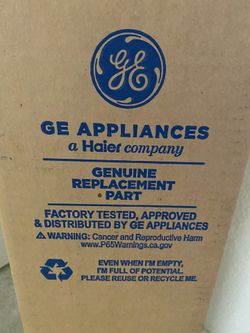 GE
GE APPLIANCES
a Haier company
GENUINE
REPLACEMENT
PART
FACTORY TESTED, APPROVED
& DISTRIBUTED BY GE APPLIANCES
⚠ WARNING: Cancer and Reproductive Harm
www.P65Warnings.ca.gov
EVEN WHEN I'M EMPTY,
I'M FULL OF POTENTIAL.
PLEASE REUSE OR RECYCLE ME.